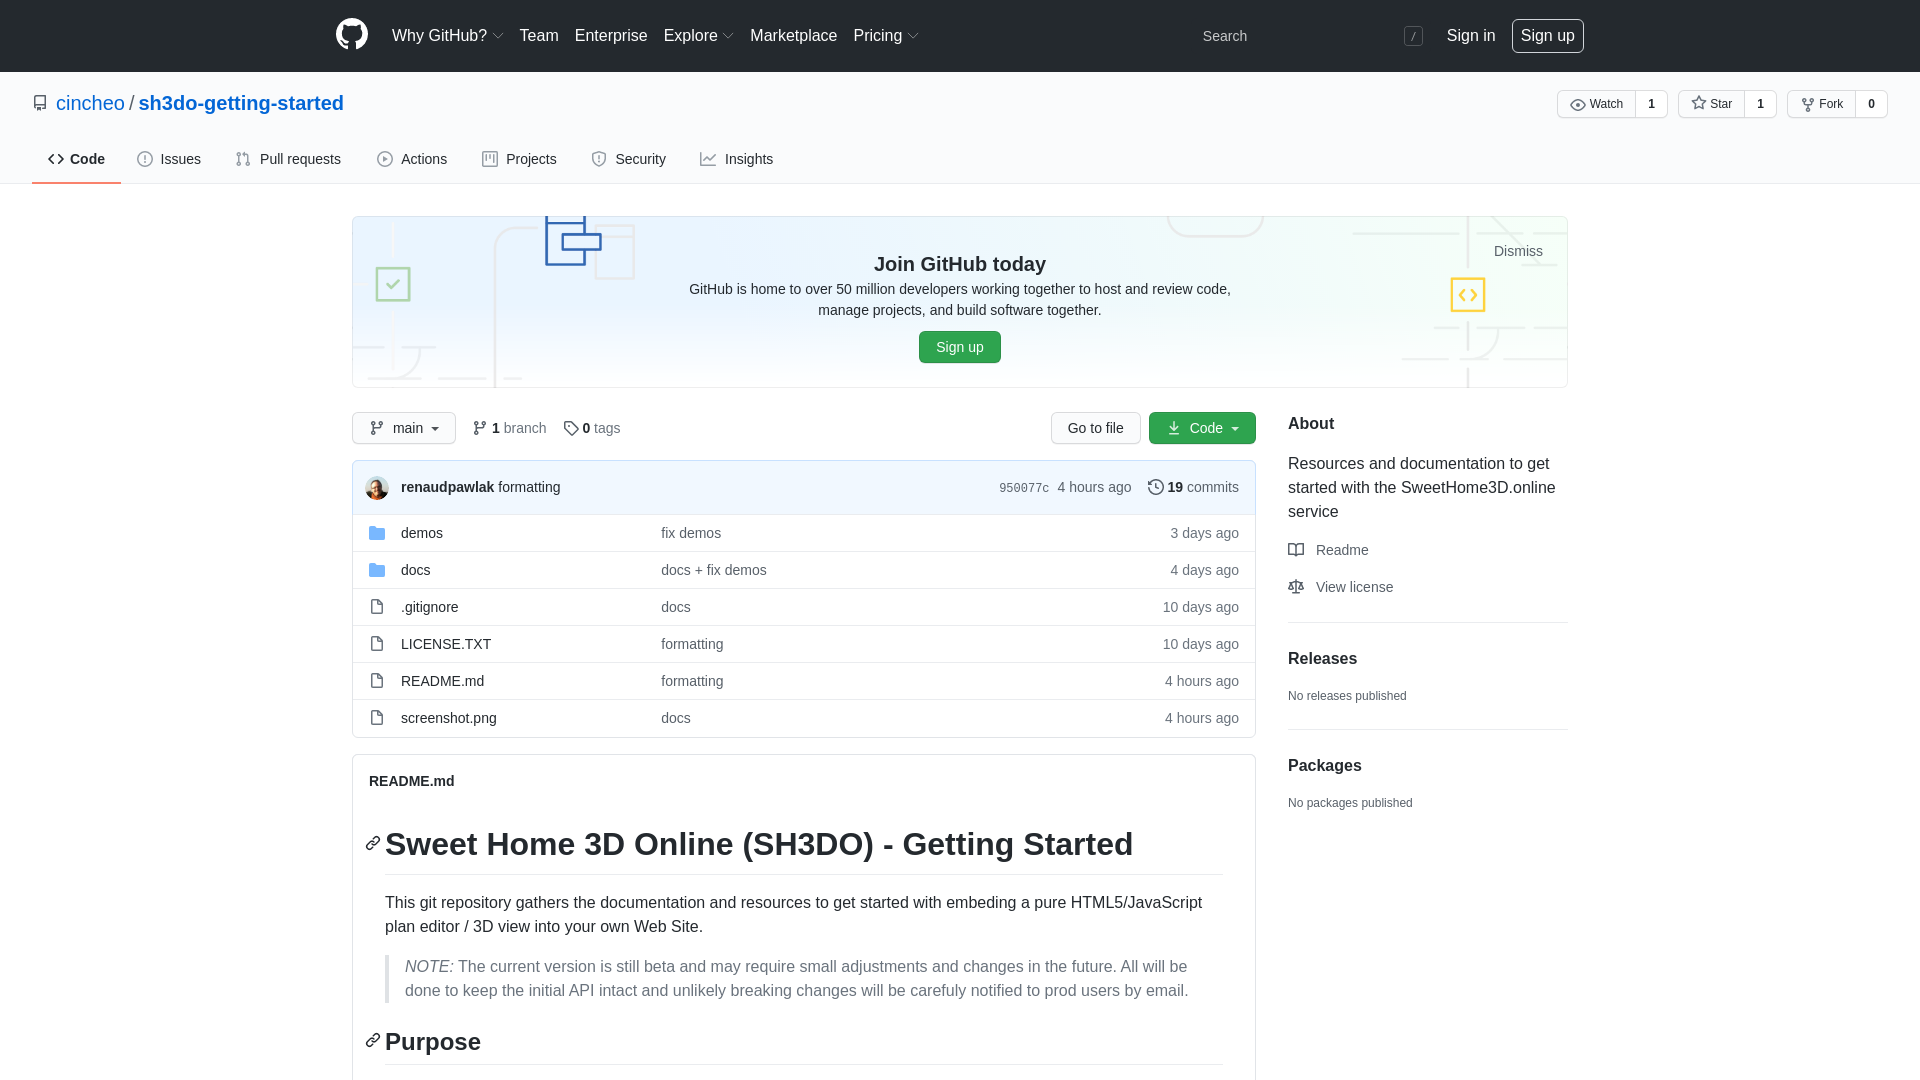 Why GitHub? Team Enterprise Explore Marketplace Pricing Search / Sign in Sign up
cincheo / sh3do-getting-started
Watch 1 Star 1 Fork 0
Code Issues Pull requests Actions Projects Security Insights
Dismiss
Join GitHub today
GitHub is home to over 50 million developers working together to host and review code,
manage projects, and build software together.
Sign up
main 1 branch 0 tags Go to file Code
renaudpawlak formatting 950077c 4 hours ago 19 commits
demos fix demos 3 days ago
docs docs + fix demos 4 days ago
.gitignore docs 10 days ago
LICENSE.TXT formatting 10 days ago
README.md formatting 4 hours ago
screenshot.png docs 4 hours ago
README.md
Sweet Home 3D Online (SH3DO) - Getting Started
This git repository gathers the documentation and resources to get started with embeding a pure HTML5/JavaScript
plan editor / 3D view into your own Web Site.
NOTE: The current version is still beta and may require small adjustments and changes in the future. All will be
done to keep the initial API intact and unlikely breaking changes will be carefuly notified to prod users by email.
Purpose
About
Resources and documentation to get
started with the SweetHome3D.online
service
Readme
View license
Releases
No releases published
Packages
No packages published